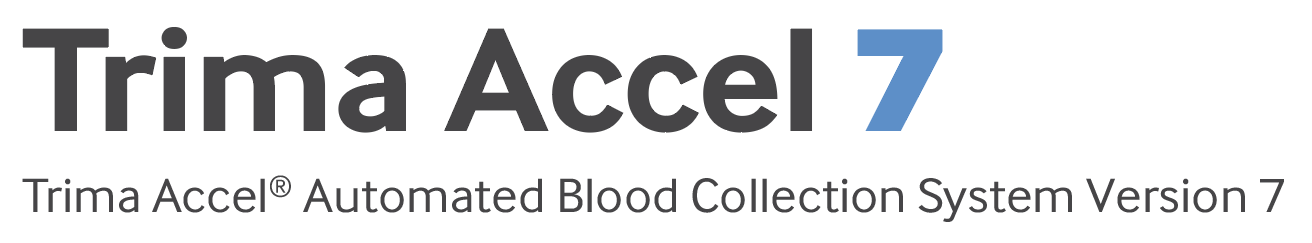 Trima Accel 7
Trima Accel® Automated Blood Collection System Version 7